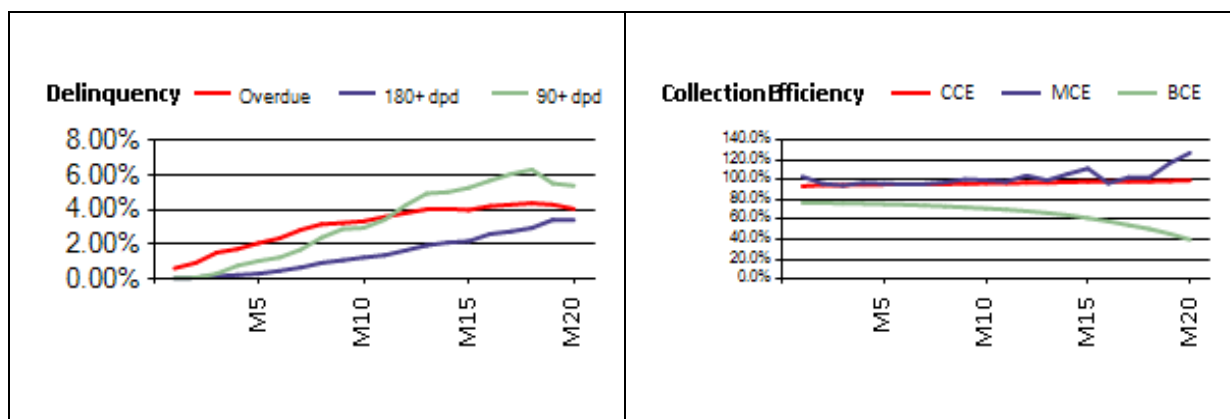 Delinquency Overdue 180+ dpd 90+ dpd
8.00%
6.00%
4.00%
2.00%
0.00%
M5
M10
M15
M20
Collection Efficiency CCE MCE BCE
140.0%
120.0%
100.0%
80.0%
60.0%
40.0%
20.0%
0.0%
M5
M10
M15
M20